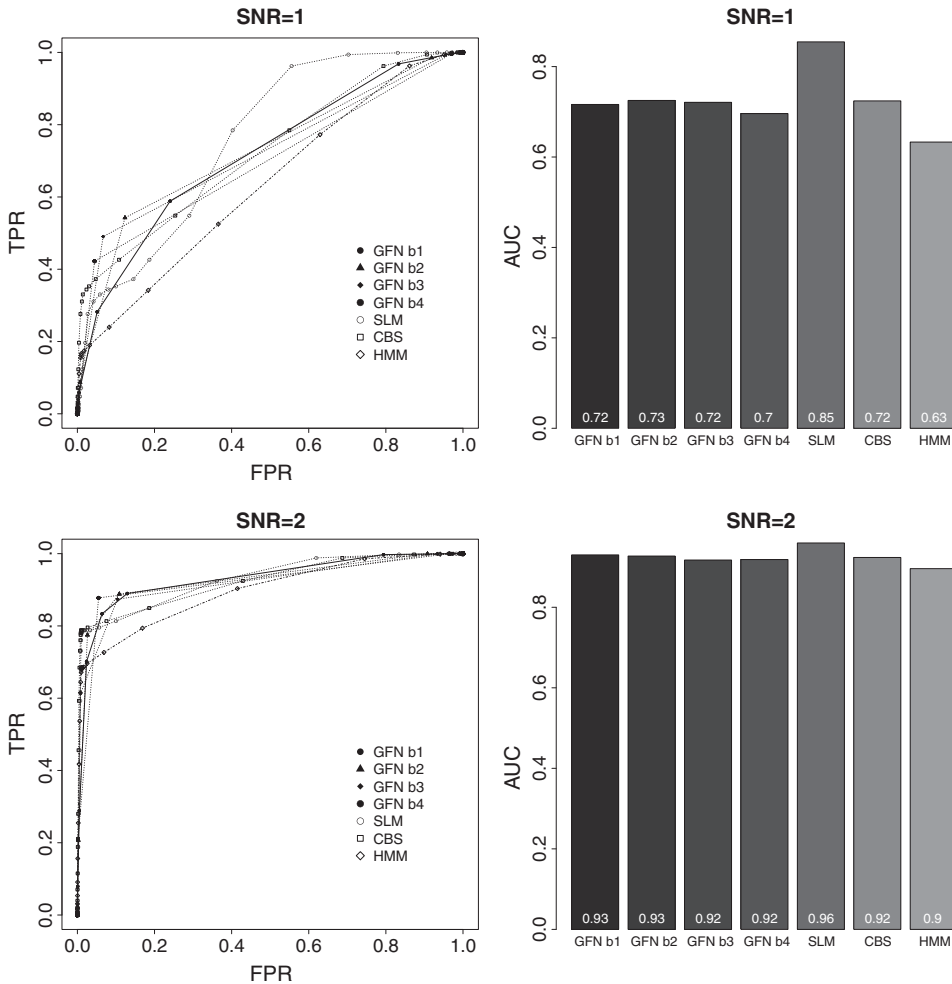 SNR=1
TPR
0.0 0.2 0.4 0.6 0.8 1.0
GFN b1
GFN b2
GFN b3
GFN b4
SLM
CBS
HMM
0.0 0.2 0.4 0.6 0.8 1.0
FPR
SNR=1
AUC
0.0 0.2 0.4 0.6 0.8
0.72 0.73 0.72 0.7 0.85 0.72 0.63
GFN b1 GFN b2 GFN b3 GFN b4 SLM CBS HMM
SNR=2
TPR
0.0 0.2 0.4 0.6 0.8 1.0
GFN b1
GFN b2
GFN b3
GFN b4
SLM
CBS
HMM
0.0 0.2 0.4 0.6 0.8 1.0
FPR
SNR=2
AUC
0.0 0.2 0.4 0.6 0.8
0.93 0.93 0.92 0.92 0.96 0.92 0.9
GFN b1 GFN b2 GFN b3 GFN b4 SLM CBS HMM